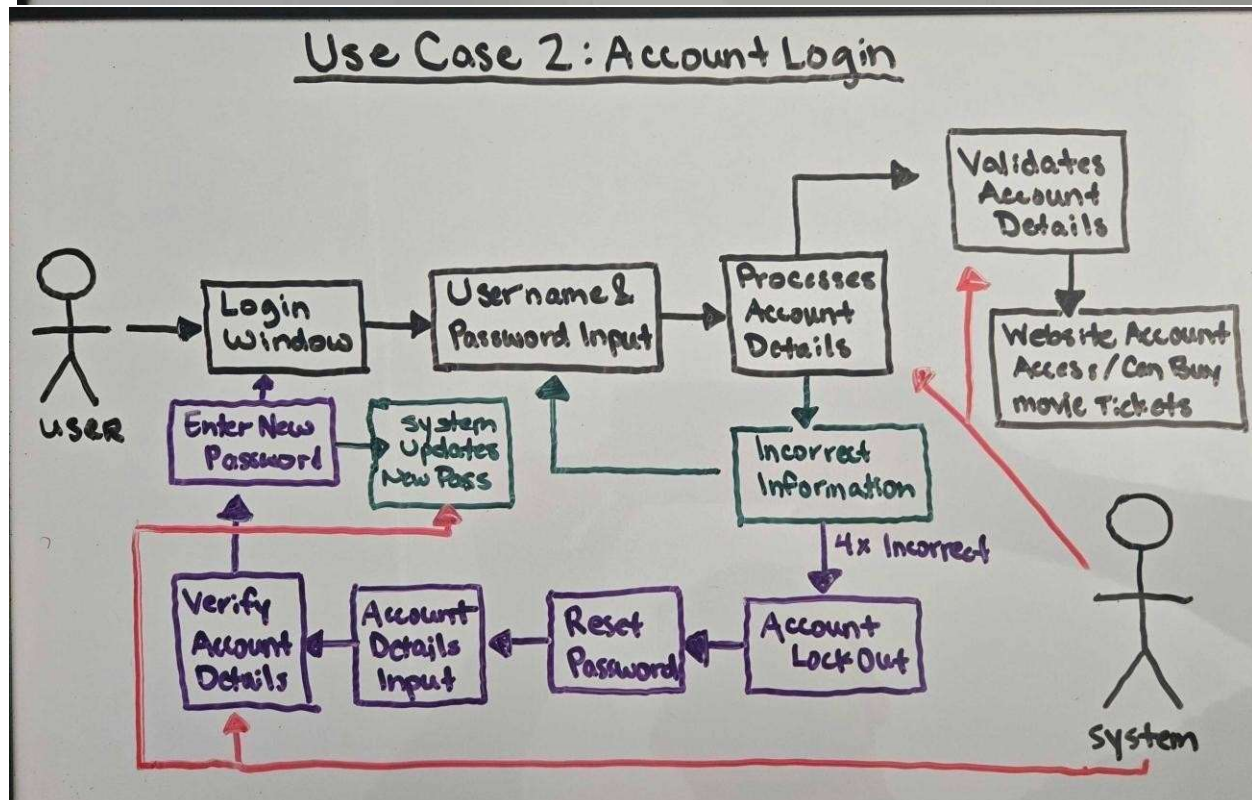 Use Case 2: Account Login
Validates
Account
Details
Login
Window
Username &
Password Input
Processes
Account
Details
Website Account
Access/Can Buy
movie Tickets
user
Enter New
Password
System
Updates
New Pass
Incorrect
Information
4x Incorrect
Verify
Account
Details
Account
Details
Input
Reset
Password
Account
Lock Out
system